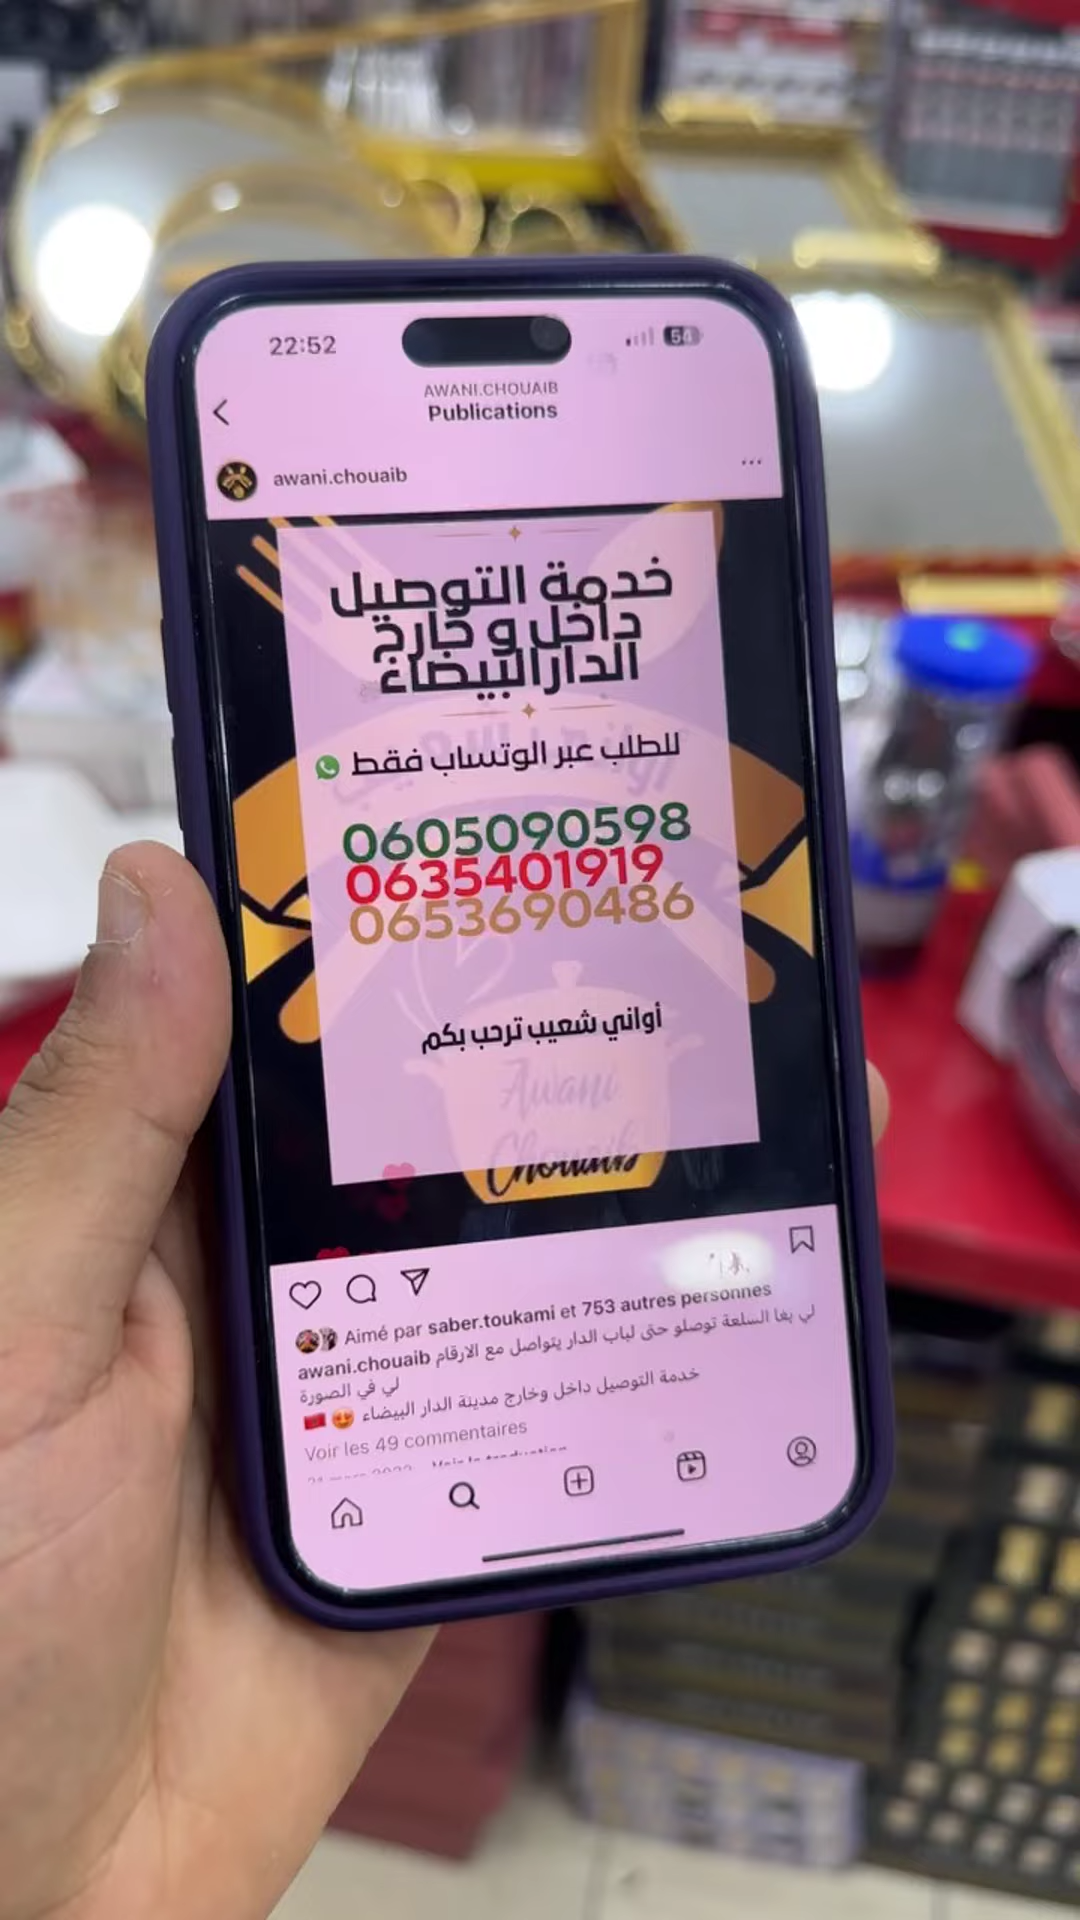 22:52
54
AWANI.CHOUAIB
Publications
awani.chouaib
خدمة التوصيل
داخل و خارج
الدارالبيضاء
للطلب عبر الوتساب فقط
0605090598
0635401919
0653690486
أواني شعيب ترحب بكم
Awani
Chouaib
Aimé par saber.toukami et 753 autres personnes
awani.chouaib لي بغا السلعة توصلو حتى لباب الدار يتواصل مع الارقام
لي في الصورة
خدمة التوصيل داخل وخارج مدينة الدار البيضاء 😍 🇲🇦
Voir les 49 commentaires